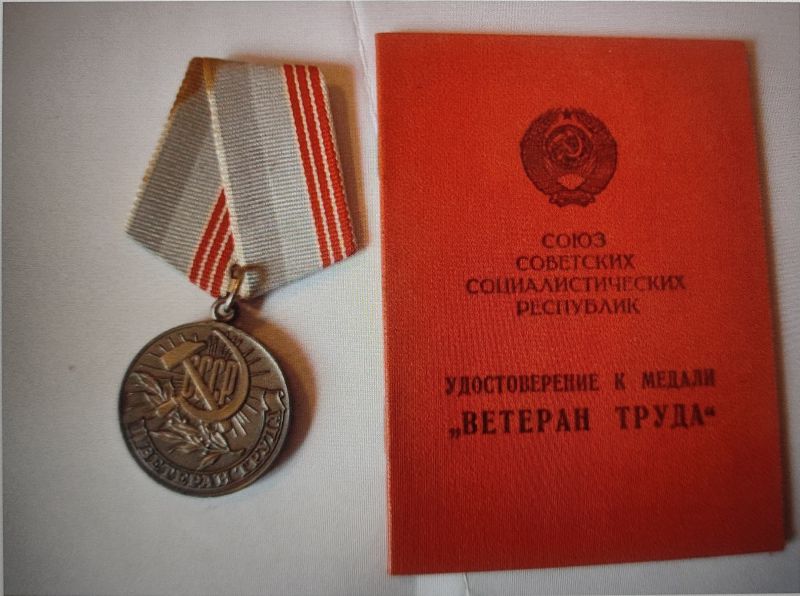 СССР
ВЕТЕРАН ТРУДА
СОЮЗ
СОВЕТСКИХ
СОЦИАЛИСТИЧЕСКИХ
РЕСПУБЛИК
УДОСТОВЕРЕНИЕ К МЕДАЛИ
„ВЕТЕРАН ТРУДА“